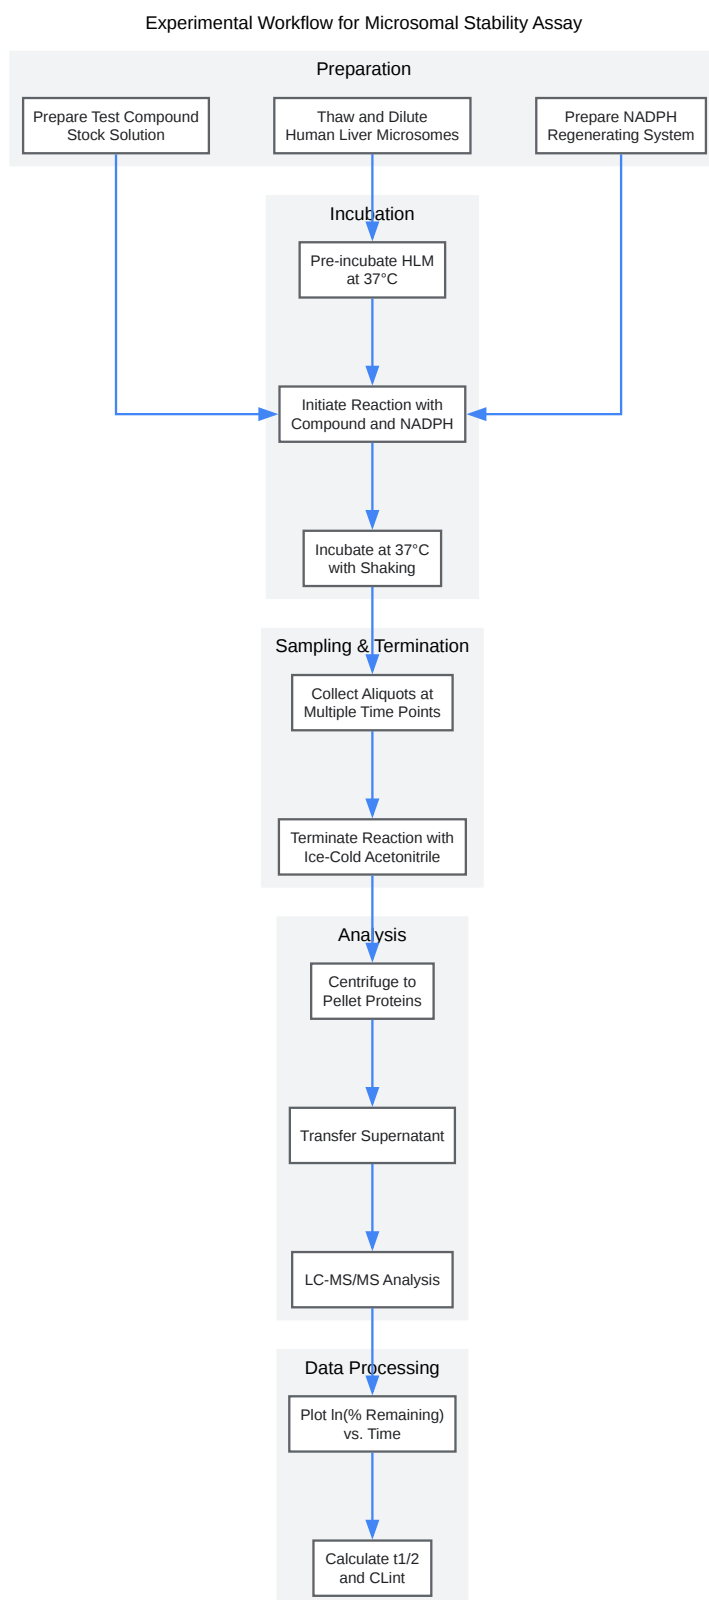 Experimental Workflow for Microsomal Stability Assay
Preparation
Prepare Test Compound
Stock Solution
Thaw and Dilute
Human Liver Microsomes
Prepare NADPH
Regenerating System
Incubation
Pre-incubate HLM
at 37°C
Initiate Reaction with
Compound and NADPH
Incubate at 37°C
with Shaking
Sampling & Termination
Collect Aliquots at
Multiple Time Points
Terminate Reaction with
Ice-Cold Acetonitrile
Analysis
Centrifuge to
Pellet Proteins
Transfer Supernatant
LC-MS/MS Analysis
Data Processing
Plot ln(% Remaining)
vs. Time
Calculate t1/2
and CLint